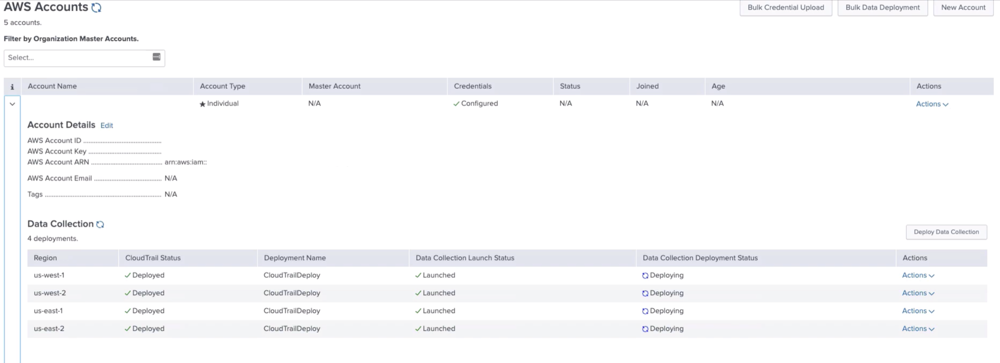 AWS Accounts
Bulk Credential Upload Bulk Data Deployment New Account
5 accounts.
Filter by Organization Master Accounts.
Select...
i Account Name Account Type Master Account Credentials Status Joined Age Actions
Individual N/A Configured N/A N/A N/A Actions
Account Details Edit
AWS Account ID ................................................
AWS Account Key .............................................
AWS Account ARN ............................................ arn:aws:iam::
AWS Account Email .......................................... N/A
Tags ........................................................................ N/A
Data Collection
4 deployments.
Deploy Data Collection
Region CloudTrail Status Deployment Name Data Collection Launch Status Data Collection Deployment Status Actions
us-west-1 Deployed CloudTrailDeploy Launched Deploying Actions
us-west-2 Deployed CloudTrailDeploy Launched Deploying Actions
us-east-1 Deployed CloudTrailDeploy Launched Deploying Actions
us-east-2 Deployed CloudTrailDeploy Launched Deploying Actions